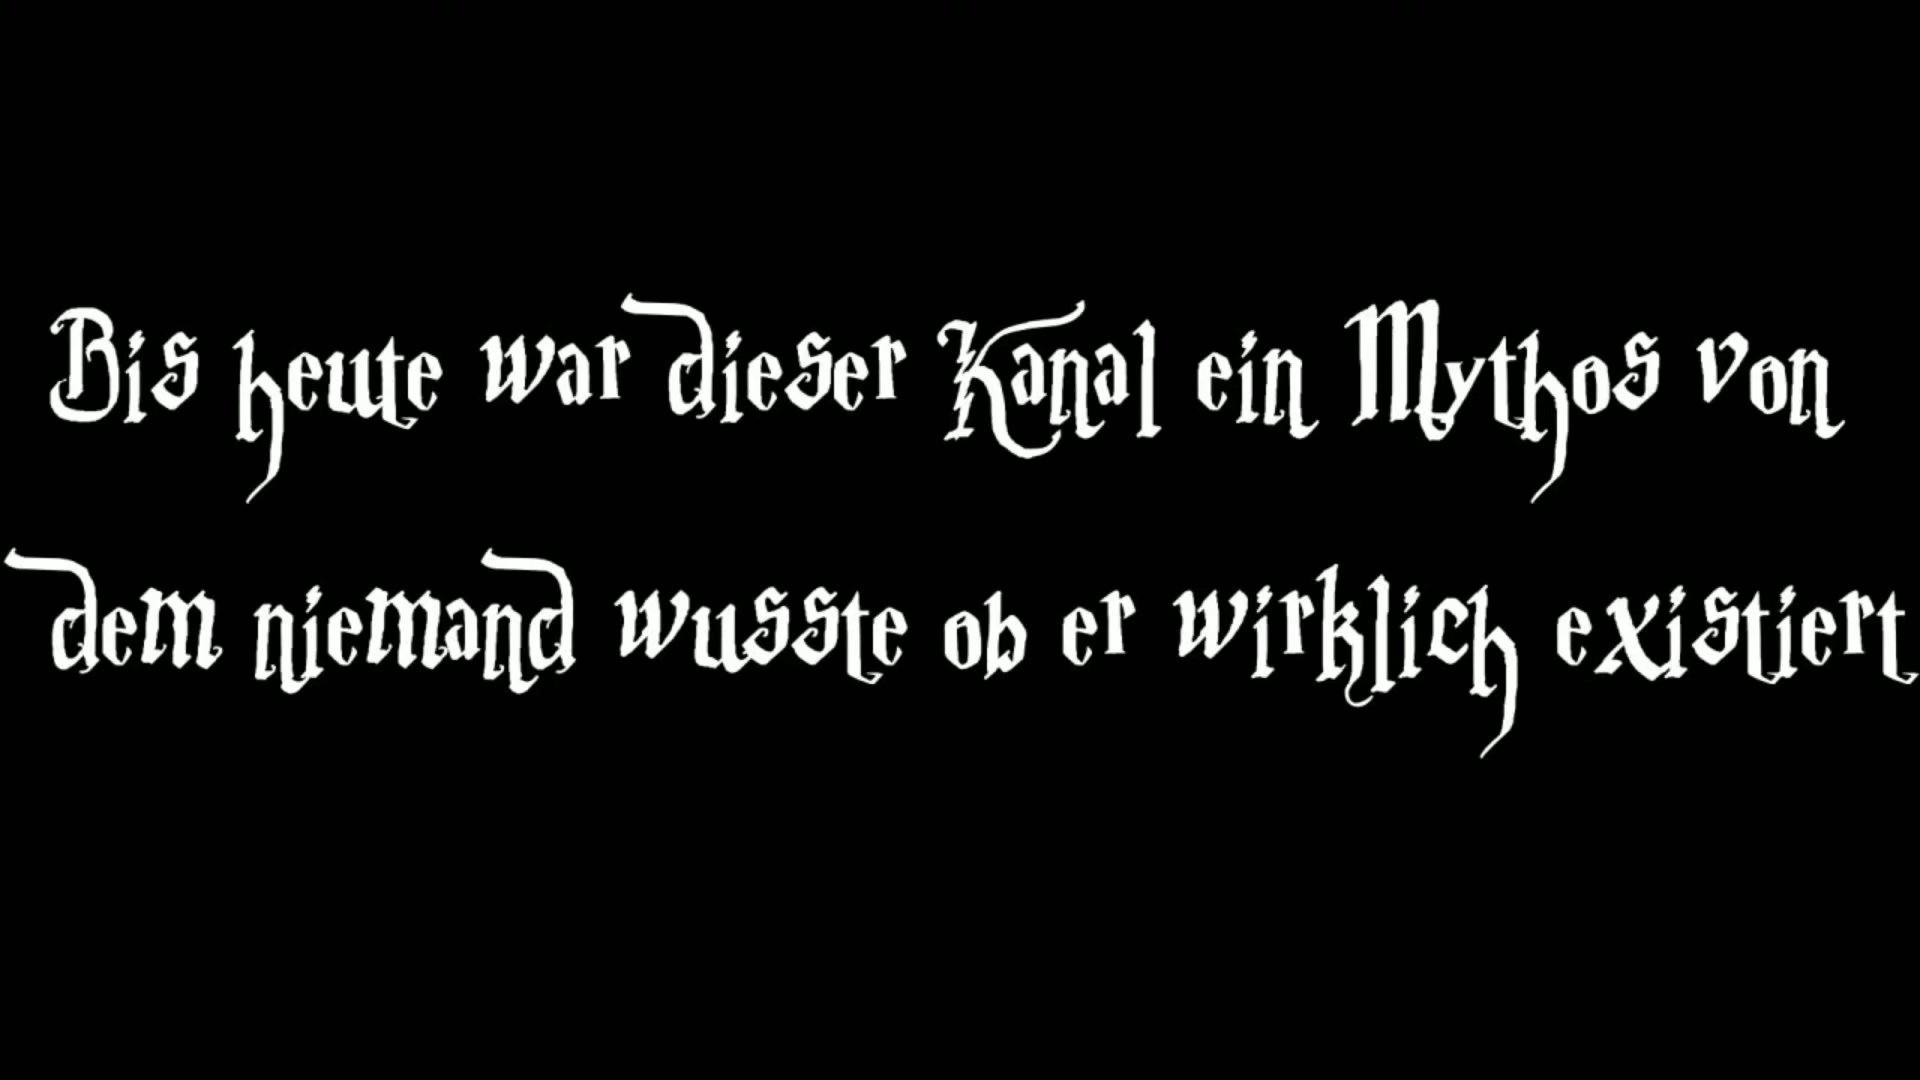 Bis heute war dieser Kanal ein Mythos von
dem niemand wusste ob er wirklich existiert